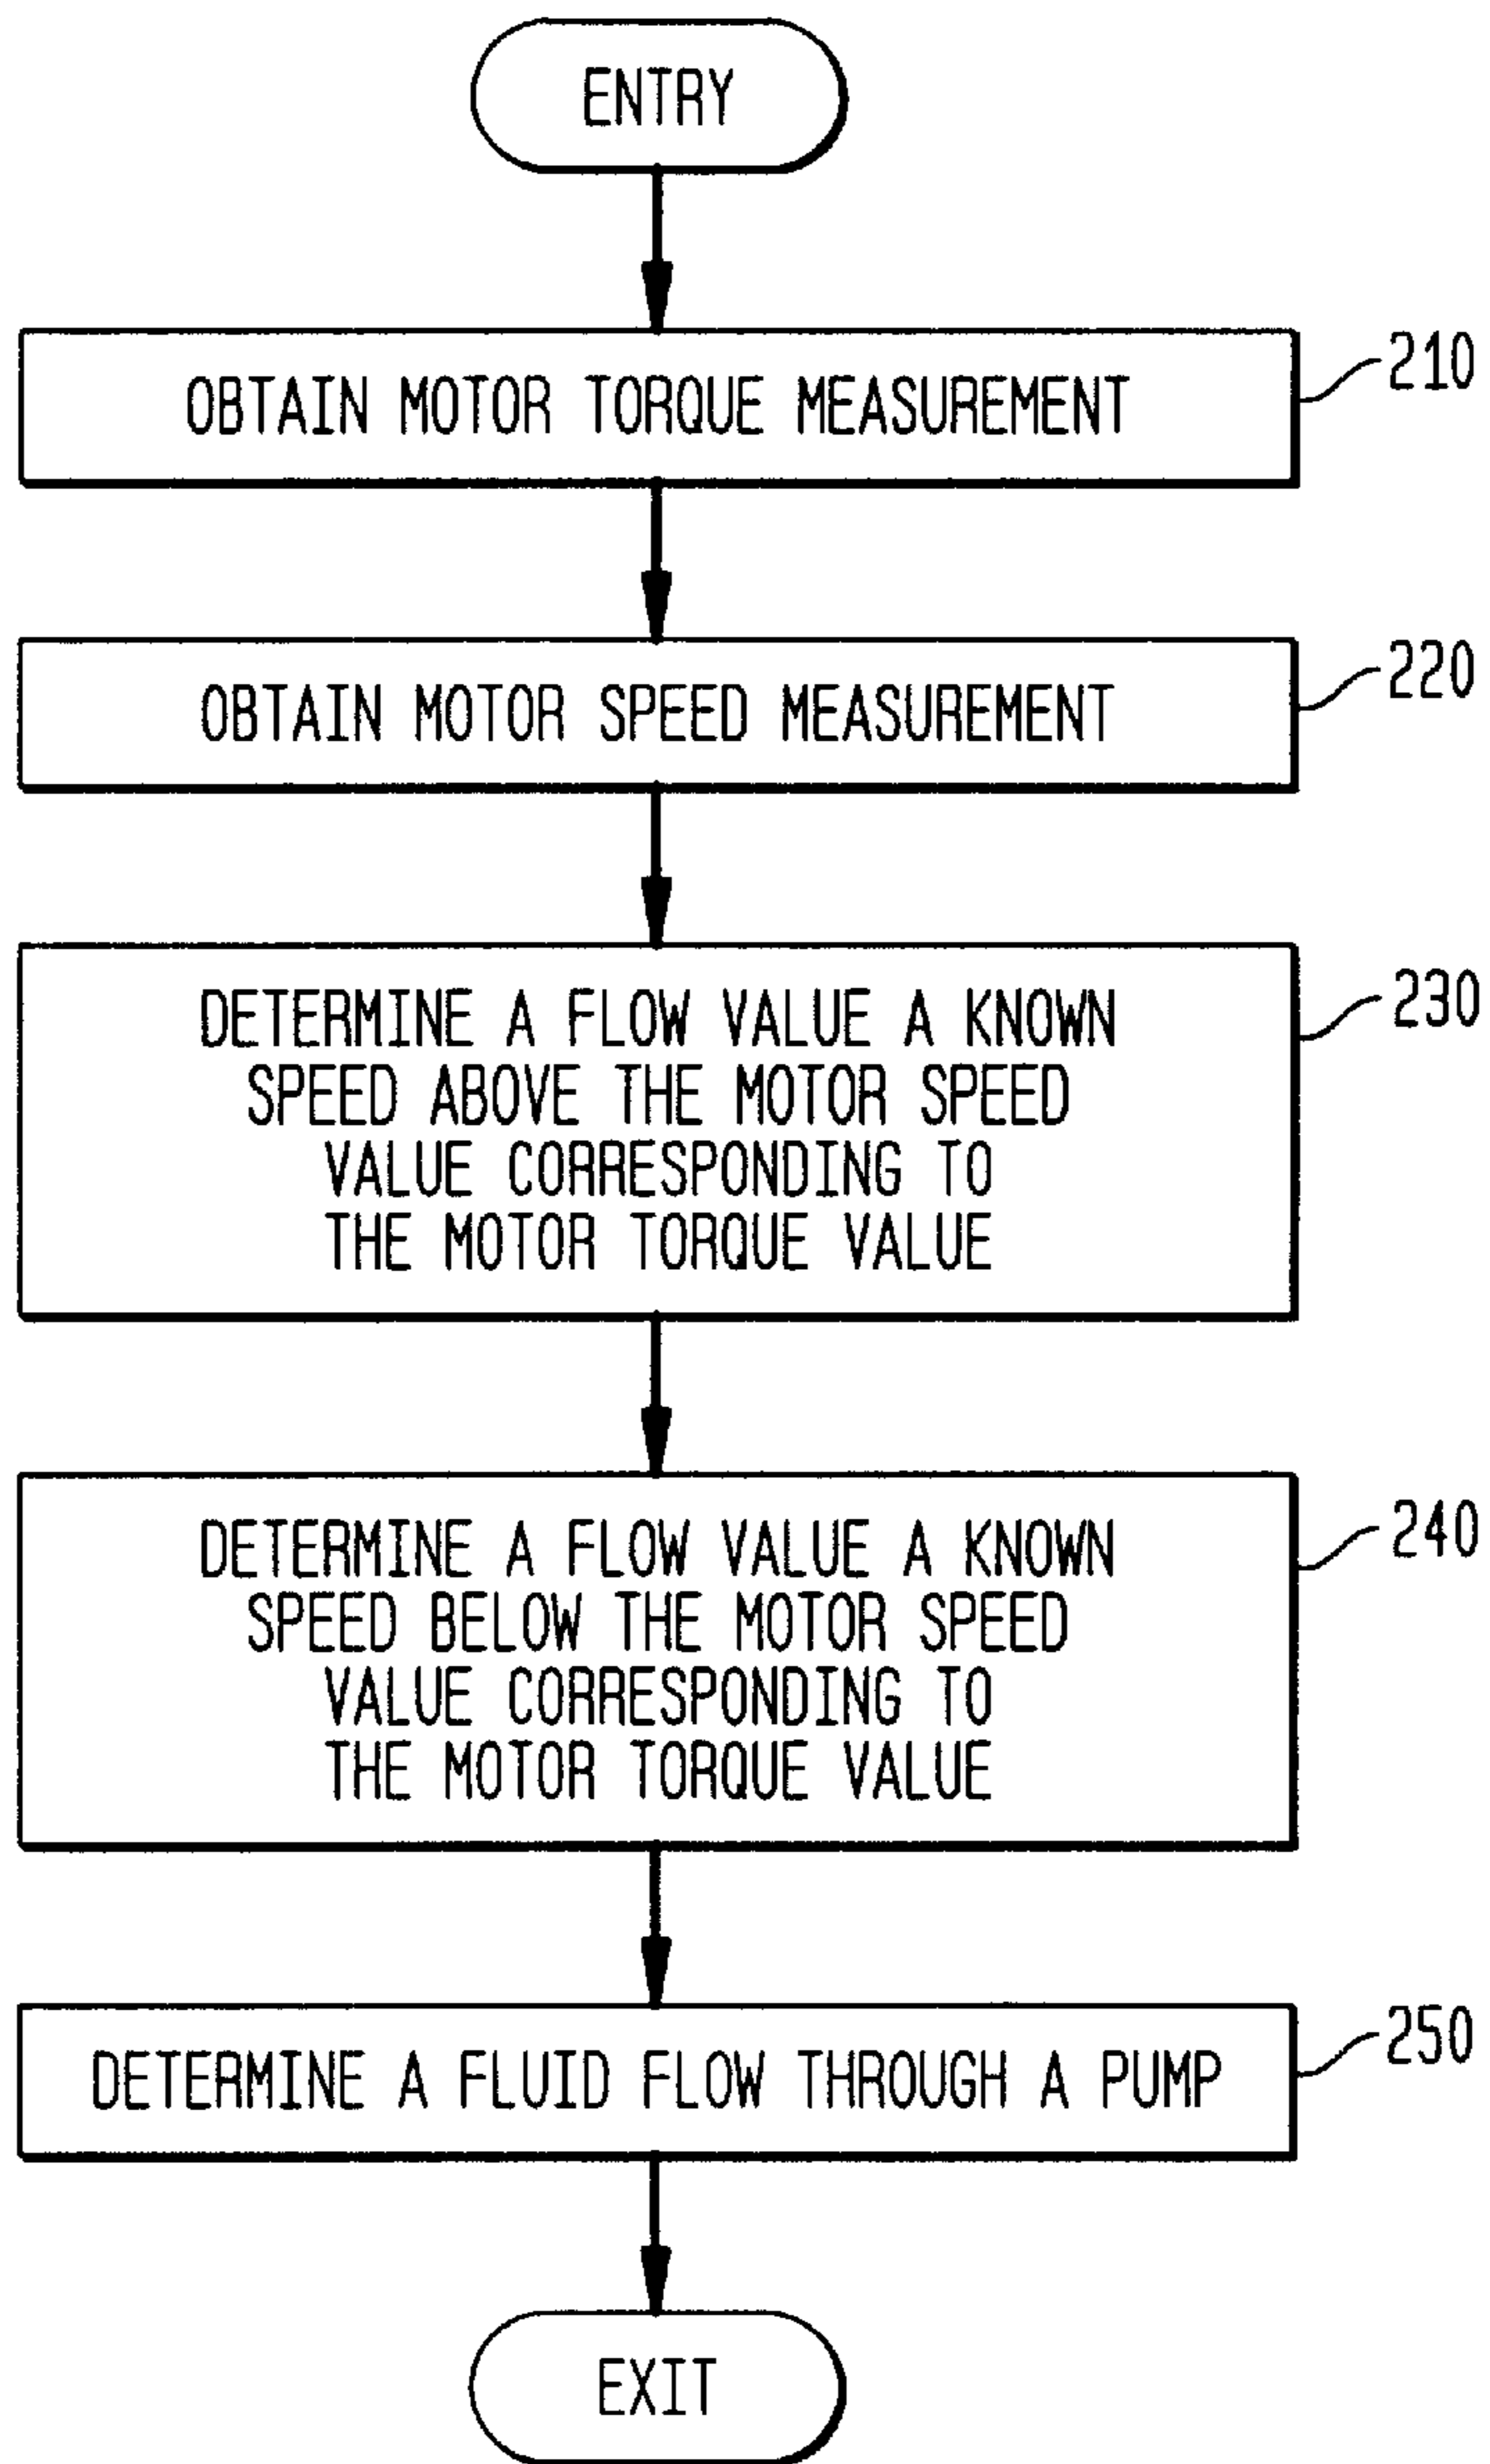 ENTRY
OBTAIN MOTOR TORQUE MEASUREMENT
210
OBTAIN MOTOR SPEED MEASUREMENT
220
DETERMINE A FLOW VALUE A KNOWN
SPEED ABOVE THE MOTOR SPEED
VALUE CORRESPONDING TO
THE MOTOR TORQUE VALUE
230
DETERMINE A FLOW VALUE A KNOWN
SPEED BELOW THE MOTOR SPEED
VALUE CORRESPONDING TO
THE MOTOR TORQUE VALUE
240
DETERMINE A FLUID FLOW THROUGH A PUMP
250
EXIT